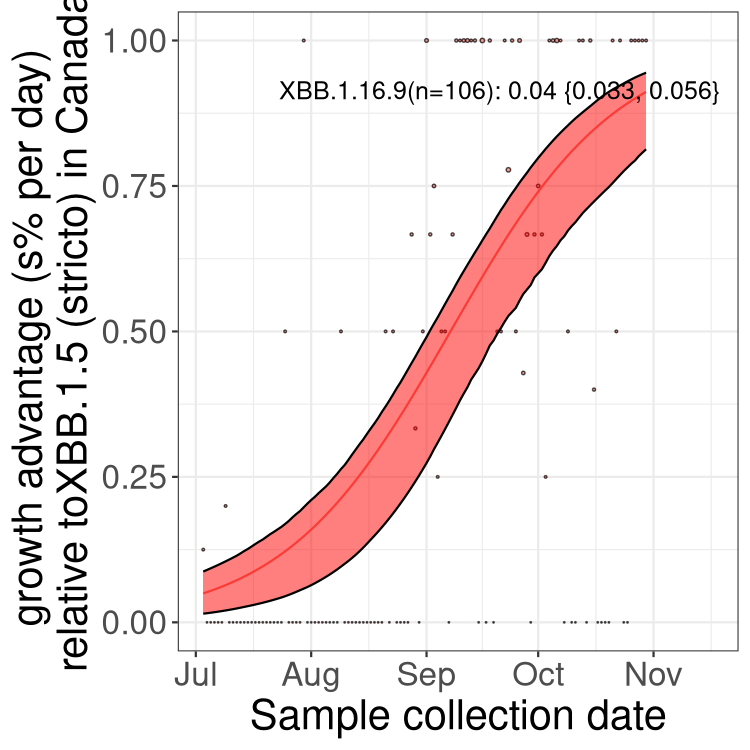 growth advantage (s% per day)
relative toXBB.1.5 (stricto) in Canada
1.00
0.75
0.50
0.25
0.00
XBB.1.16.9(n=106): 0.04 {0.033, 0.056}
Jul Aug Sep Oct Nov
Sample collection date